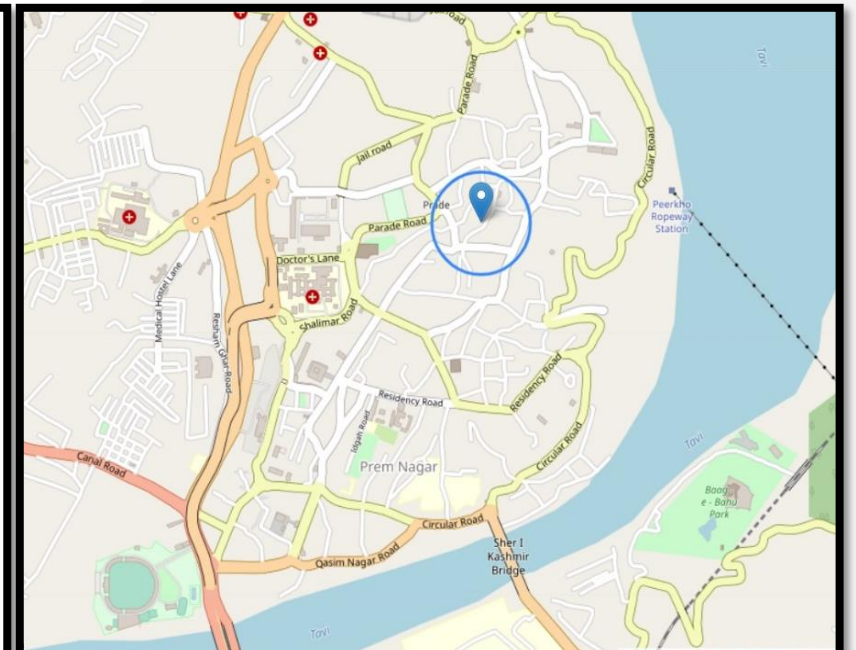 Parade Road
Tavi
Circular Road
Jail road
Peerkho
Ropeway
Station
Parade Road
Doctor's Lane
Medical Hostel Lane
Shalimar Road
Resham Ghar Road
Residency Road
Residency Road
Idgah Road
Circular Road
Tavi
Canal Road
Prem Nagar
Baag
e - Bahu
Park
Circular Road
Sher I
Kashmir
Bridge
Qasim Nagar Road
Tavi